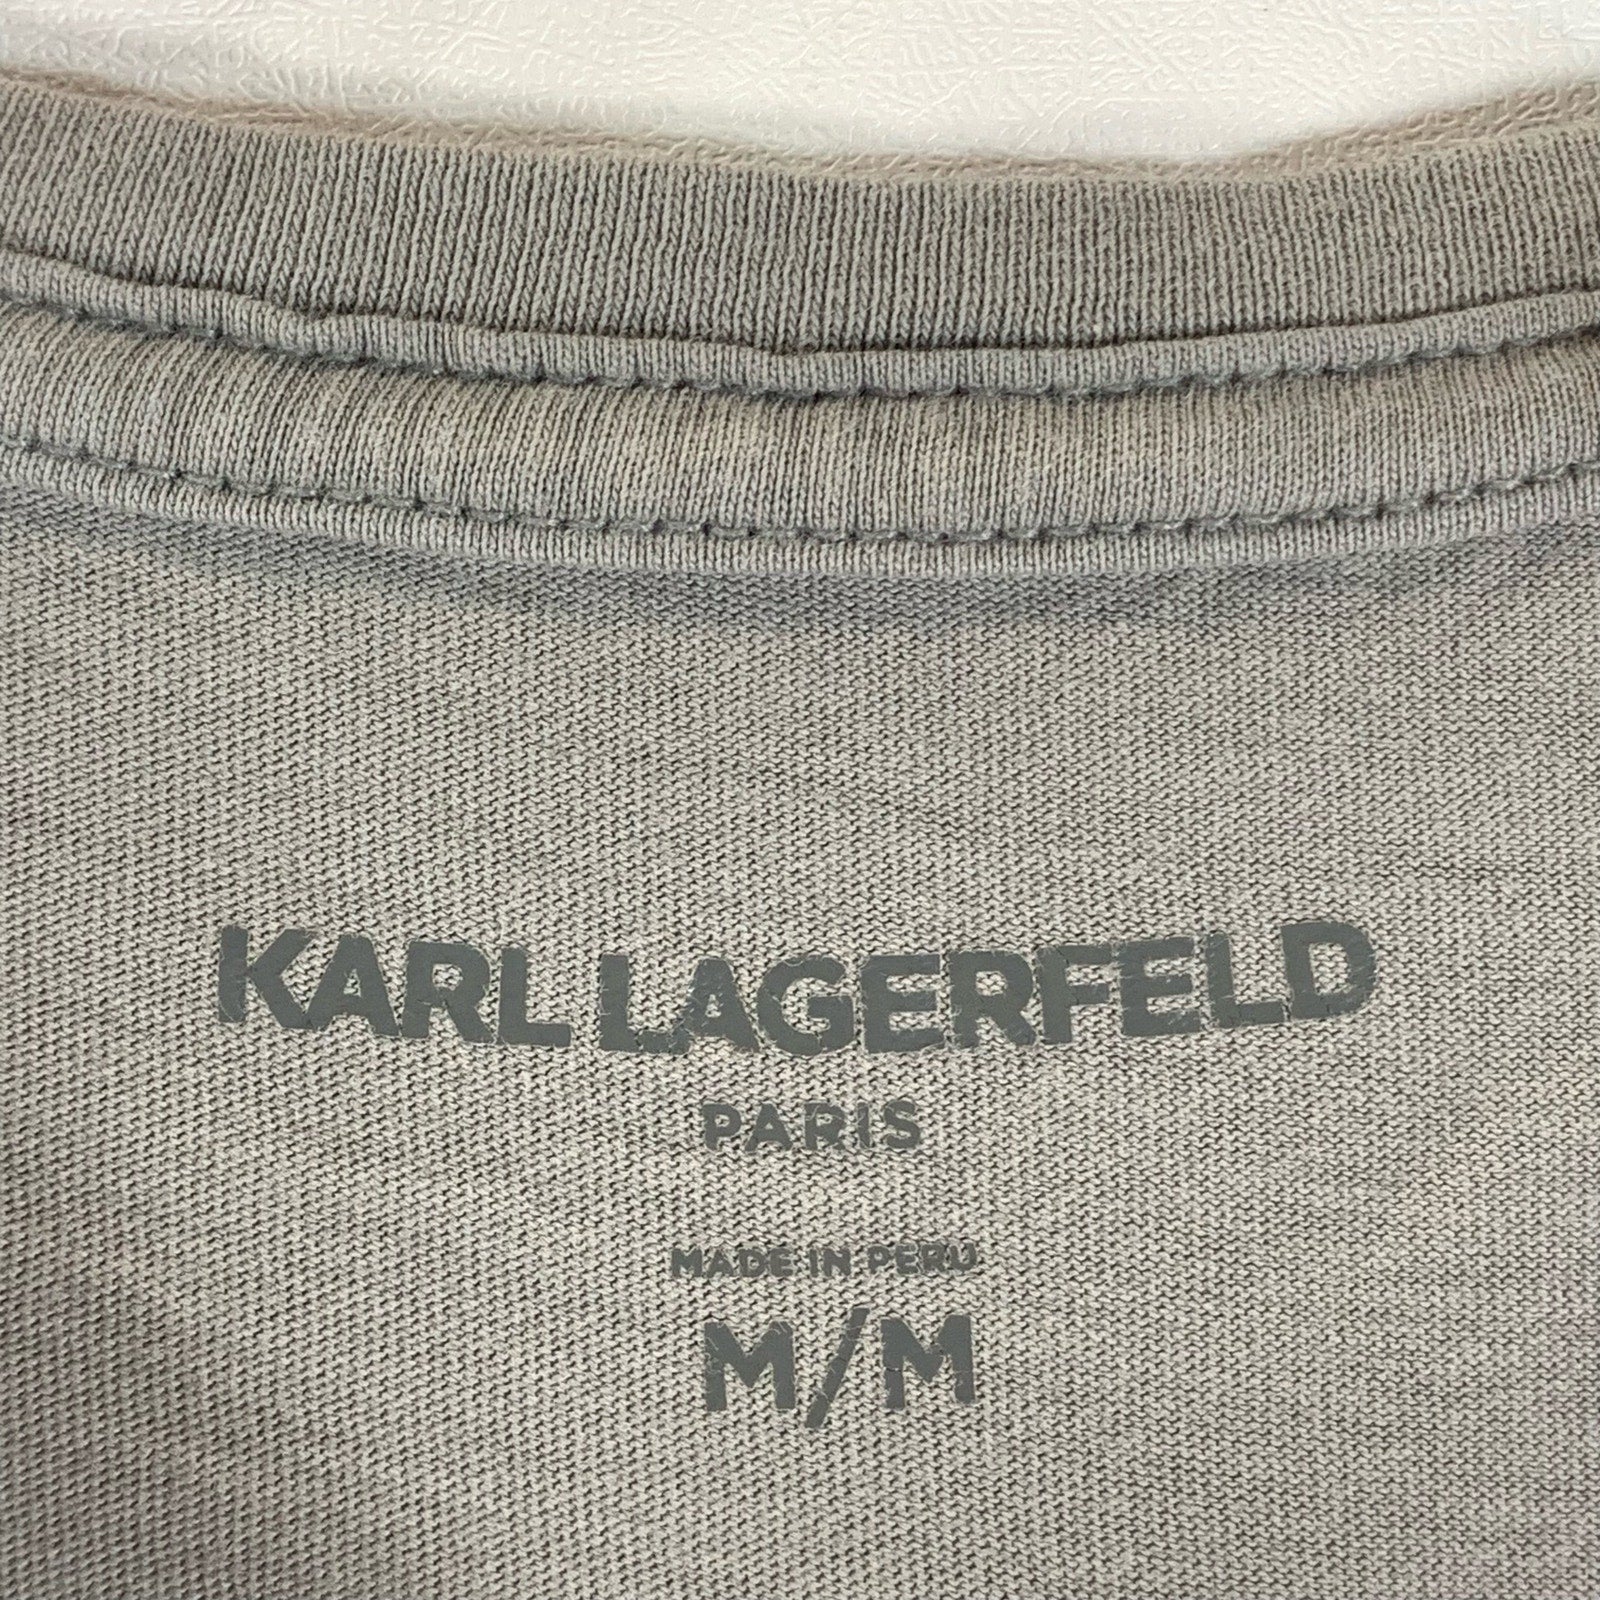 KARL LAGERFELD
PARIS
MADE IN PERU
M/M